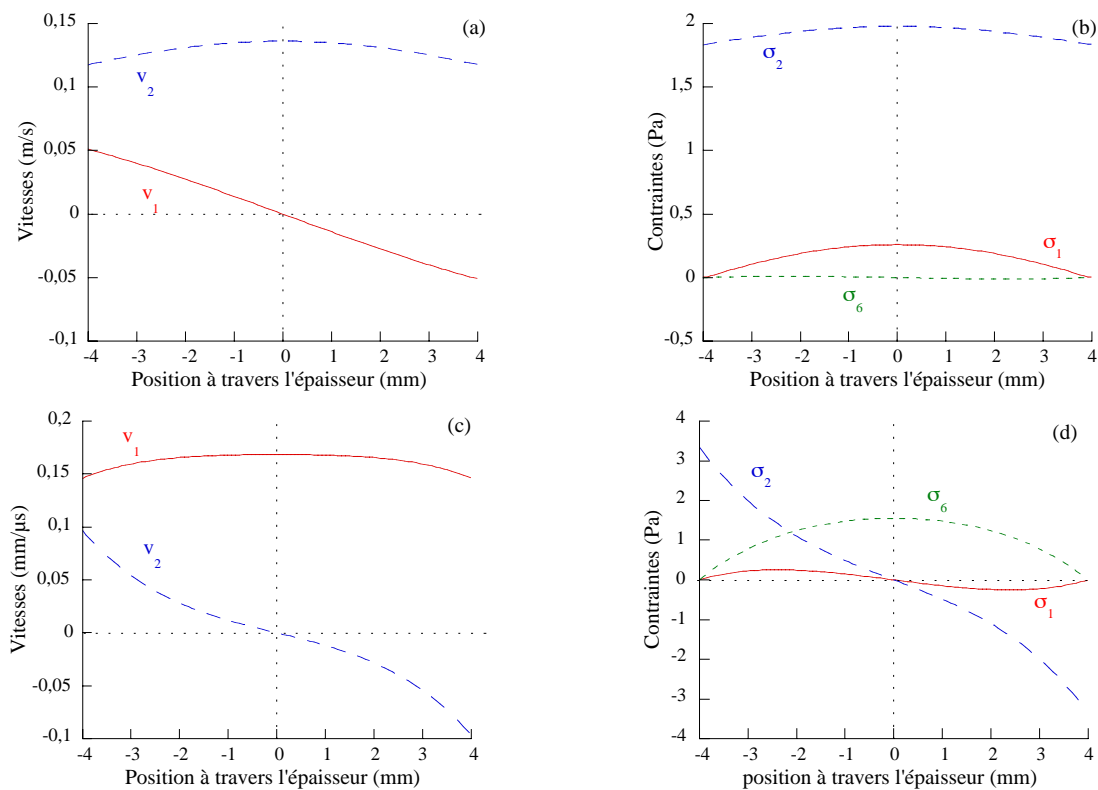 (a)
0,15
0,1
0,05
0
-0,05
-0,1
Vitesses (m/s)
v2
v1
-4 -3 -2 -1 0 1 2 3 4
Position à travers l'épaisseur (mm)
(b)
2
1,5
1
0,5
0
-0,5
Contraintes (Pa)
σ2
σ1
σ6
-4 -3 -2 -1 0 1 2 3 4
Position à travers l'épaisseur (mm)
(c)
0,2
0,15
0,1
0,05
0
-0,05
-0,1
Vitesses (mm/µs)
v1
v2
-4 -3 -2 -1 0 1 2 3 4
Position à travers l'épaisseur (mm)
(d)
4
3
2
1
0
-1
-2
-3
-4
Contraintes (Pa)
σ2
σ6
σ1
-4 -3 -2 -1 0 1 2 3 4
position à travers l'épaisseur (mm)